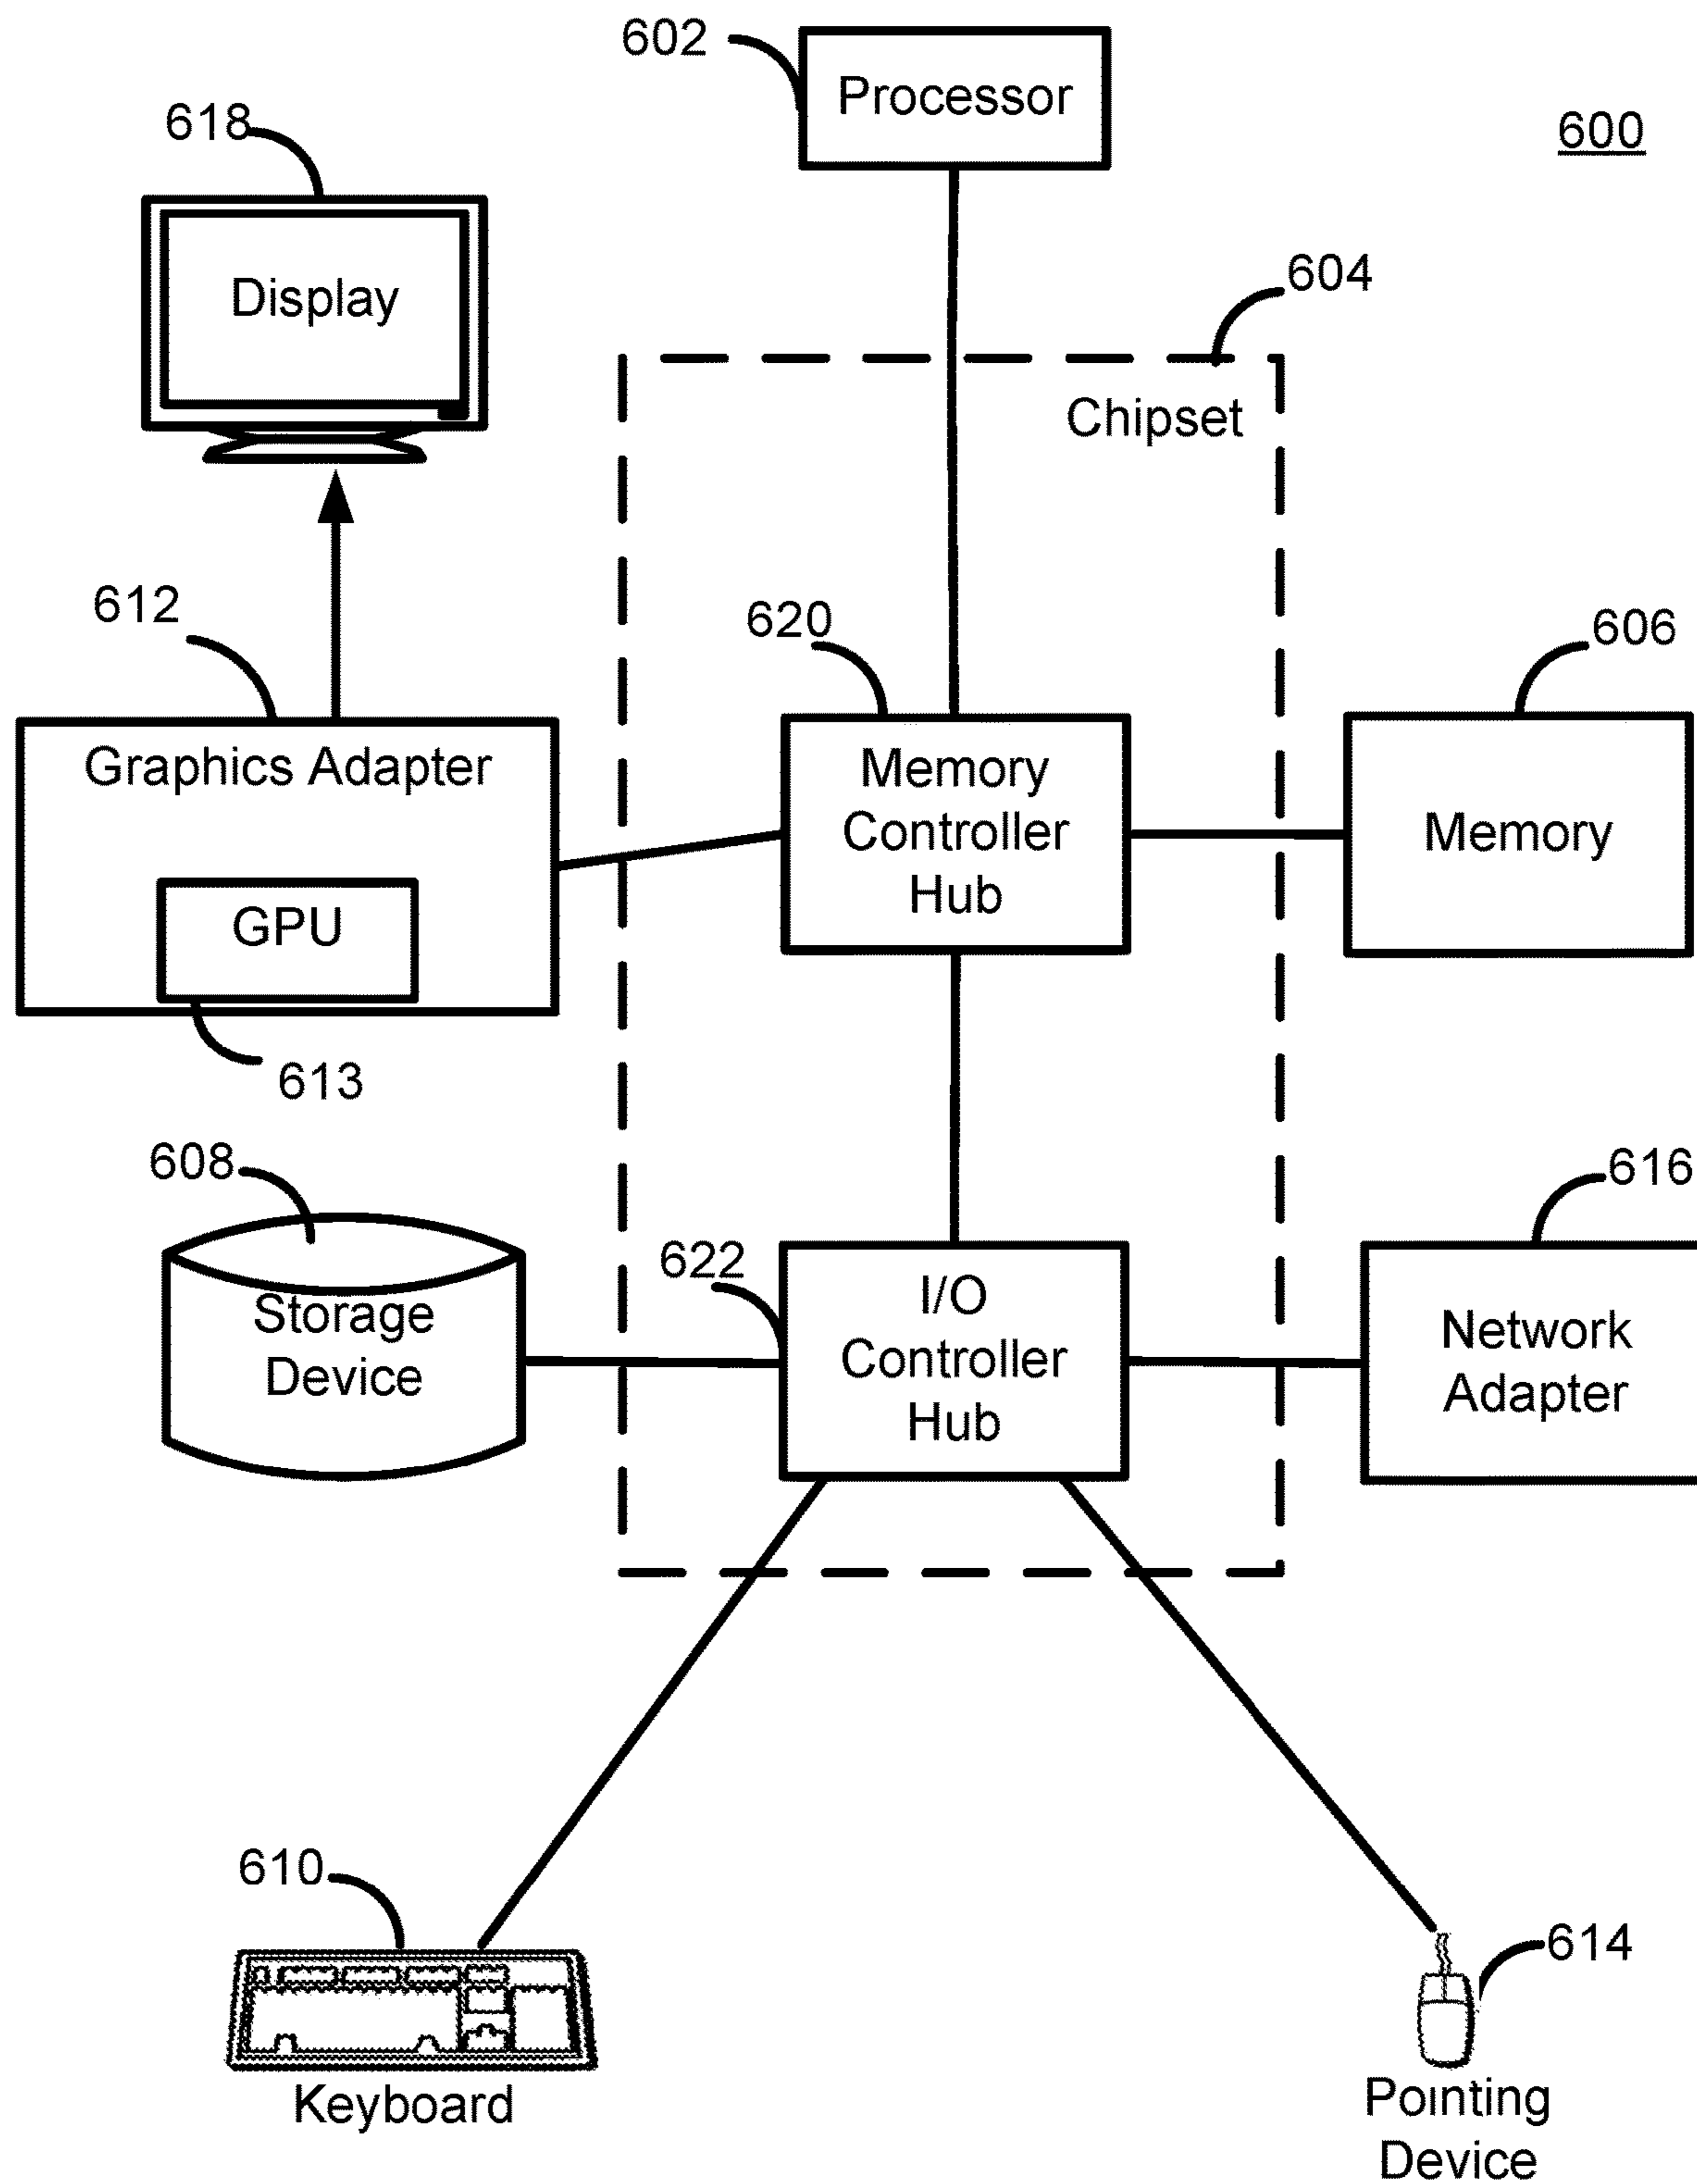 602
Processor
600
618
Display
604
Chipset
612
620
606
Graphics Adapter
Memory
Controller
Hub
Memory
GPU
613
608
616
622
Storage
Device
I/O
Controller
Hub
Network
Adapter
610
614
Keyboard
Pointing
Device